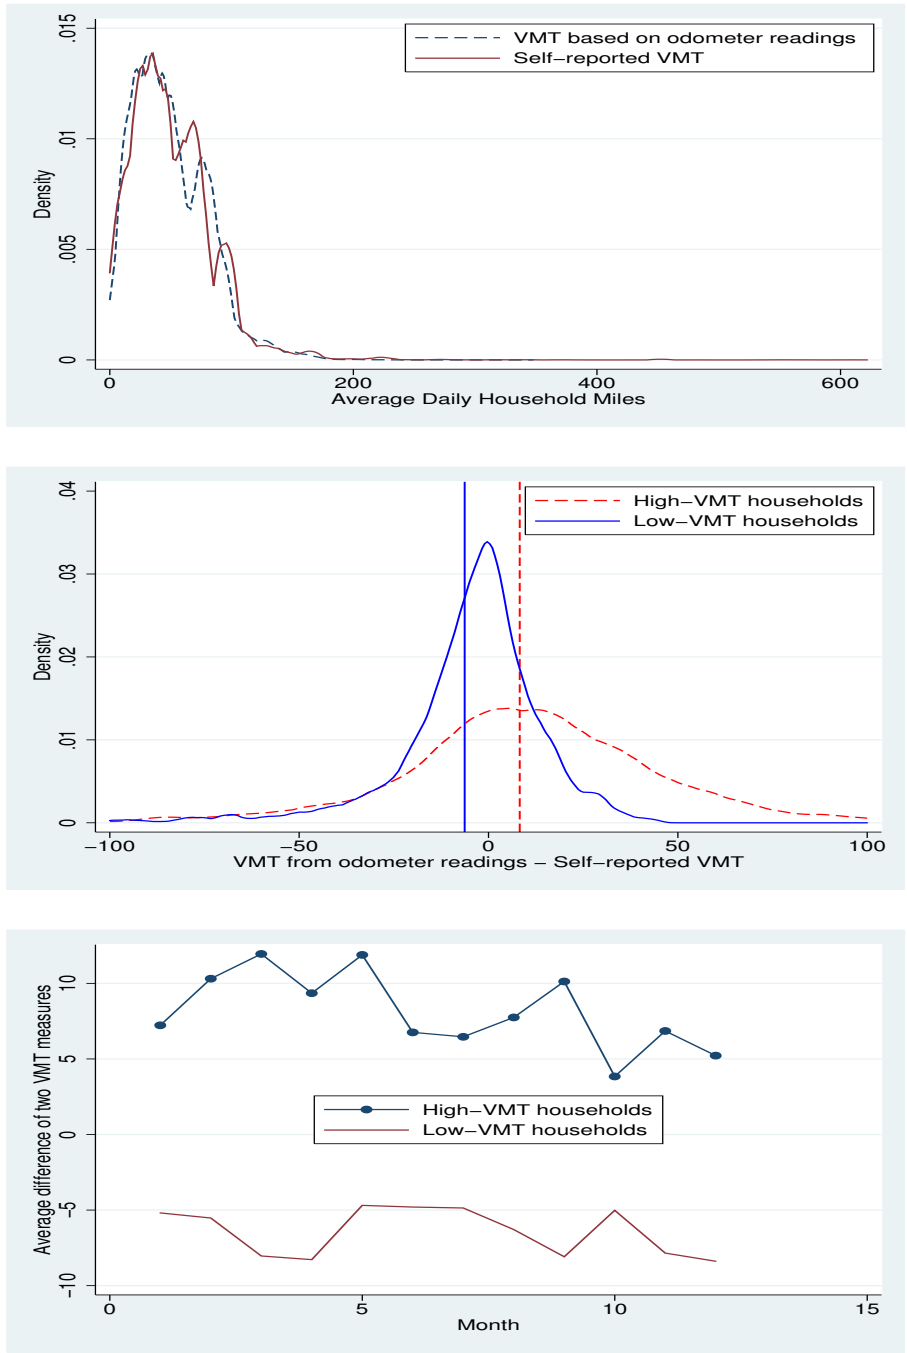 .015
.01
.005
0
Density
VMT based on odometer readings
Self−reported VMT
0 200 400 600
Average Daily Household Miles
.04
.03
.02
.01
0
Density
High−VMT households
Low−VMT households
−100 −50 0 50 100
VMT from odometer readings − Self−reported VMT
10
5
0
−5
−10
Average difference of two VMT measures
High−VMT households
Low−VMT households
0 5 10 15
Month